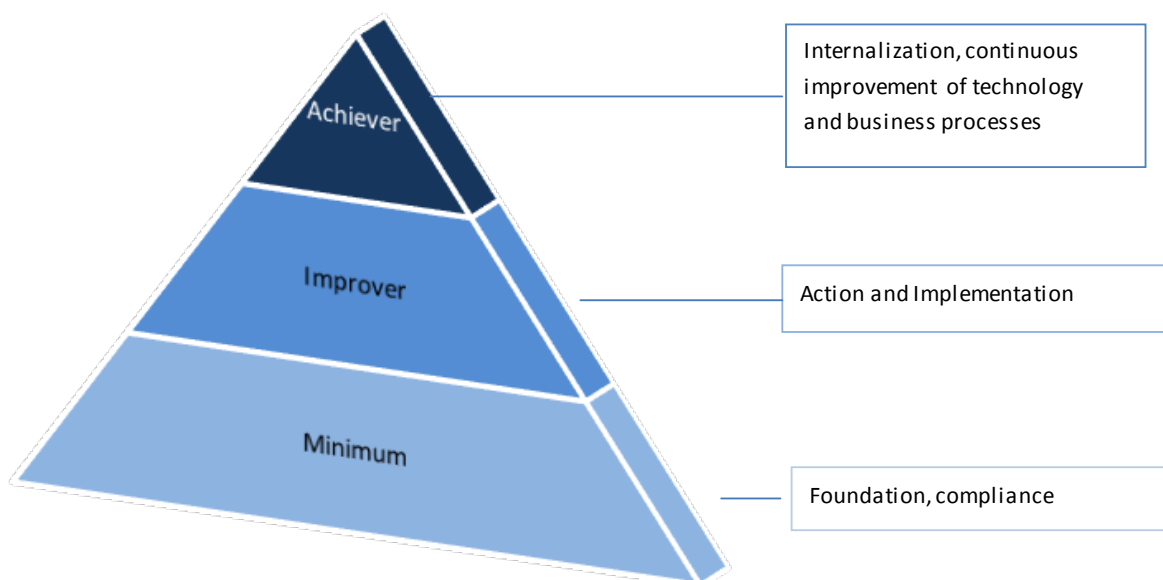 Internalization, continuous
improvement of technology
and business processes
Achiever
Improver
Action and Implementation
Minimum
Foundation, compliance